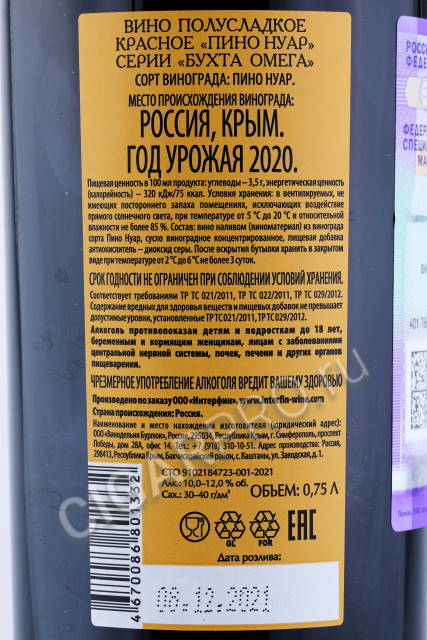 ВИНО ПОЛУСЛАДКОЕ
КРАСНОЕ «ПИНО НУАР»
СЕРИИ «БУХТА ОМЕГА»
СОРТ ВИНОГРАДА: ПИНО НУАР.
МЕСТО ПРОИСХОЖДЕНИЯ ВИНОГРАДА:
РОССИЯ, КРЫМ.
ГОД УРОЖАЯ 2020.
Пищевая ценность в 100 мл продукта: углеводы – 3,5 г, энергетическая ценность
(калорийность) – 320 кДж/75 ккал. Условия хранения: в вентилируемых, не
имеющих постороннего запаха помещениях, исключающих воздействие
прямого солнечного света, при температуре от 5 °С до 20 °С и относительной
влажности не более 85 %. Состав: вино наливом (виноматериал) из винограда
сорта Пино Нуар, сусло виноградное концентрированное, пищевая добавка
антиокислитель – диоксид серы. После вскрытия бутылки хранить в закрытом
виде при температуре от 2 °С до 6 °С не более 3 суток.
СРОК ГОДНОСТИ НЕ ОГРАНИЧЕН ПРИ СОБЛЮДЕНИИ УСЛОВИЙ ХРАНЕНИЯ.
Соответствует требованиям ТР ТС 021/2011, ТР ТС 022/2011, ТР ТС 029/2012.
Содержание вредных для здоровья веществ и пищевых добавок не превышает
допустимые уровни, установленные ТР ТС 021/2011, ТР ТС 029/2012.
Алкоголь противопоказан детям и подросткам до 18 лет,
беременным и кормящим женщинам, лицам с заболеваниями
центральной нервной системы, почек, печени и других органов
пищеварения.
ЧРЕЗМЕРНОЕ УПОТРЕБЛЕНИЕ АЛКОГОЛЯ ВРЕДИТ ВАШЕМУ ЗДОРОВЬЮ
Произведено по заказу ООО «Интерфин», www.interfin-wine.com
Страна происхождения: Россия.
Наименование и место нахождения изготовителя (юридический адрес):
ООО «Винодельня Бурлюк», Россия, 295034, Республика Крым, г. Симферополь, проспект
Победы, дом 28А, офис 14. Тел.: +7 (918) 310-10-51. Адрес производства: Россия,
298413, Республика Крым, Бахчисарайский район, с. Каштаны, ул. Заводская, д. 1.
СТО 9102184723-001-2021
Алк.: 10,0–12,0 % об.
Сах.: 30–40 г/дм³
ОБЪЕМ: 0,75 Л
GL
FOR
EAC
Дата розлива:
08.12.2021
4670086801332
CIGARPRO.ru
РОССИ
ФЕДЕ
ФЕДЕР
СПЕЦИ
МА